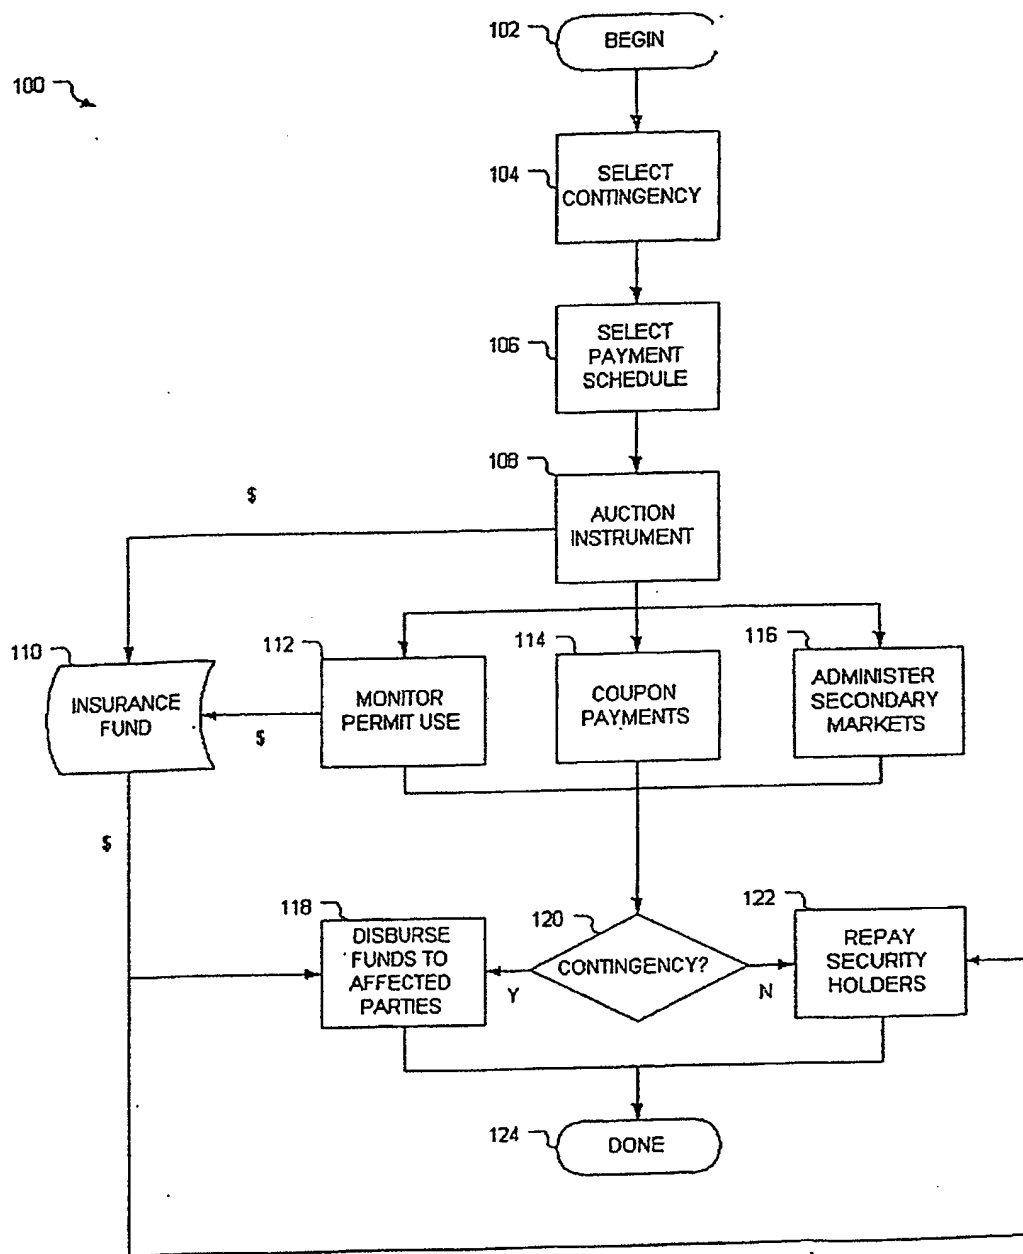 102
BEGIN
100
104
SELECT
CONTINGENCY
106
SELECT
PAYMENT
SCHEDULE
108
AUCTION
INSTRUMENT
$
110
INSURANCE
FUND
112
MONITOR
PERMIT USE
$
114
COUPON
PAYMENTS
116
ADMINISTER
SECONDARY
MARKETS
$
118
DISBURSE
FUNDS TO
AFFECTED
PARTIES
120
CONTINGENCY?
Y
N
122
REPAY
SECURITY
HOLDERS
124
DONE